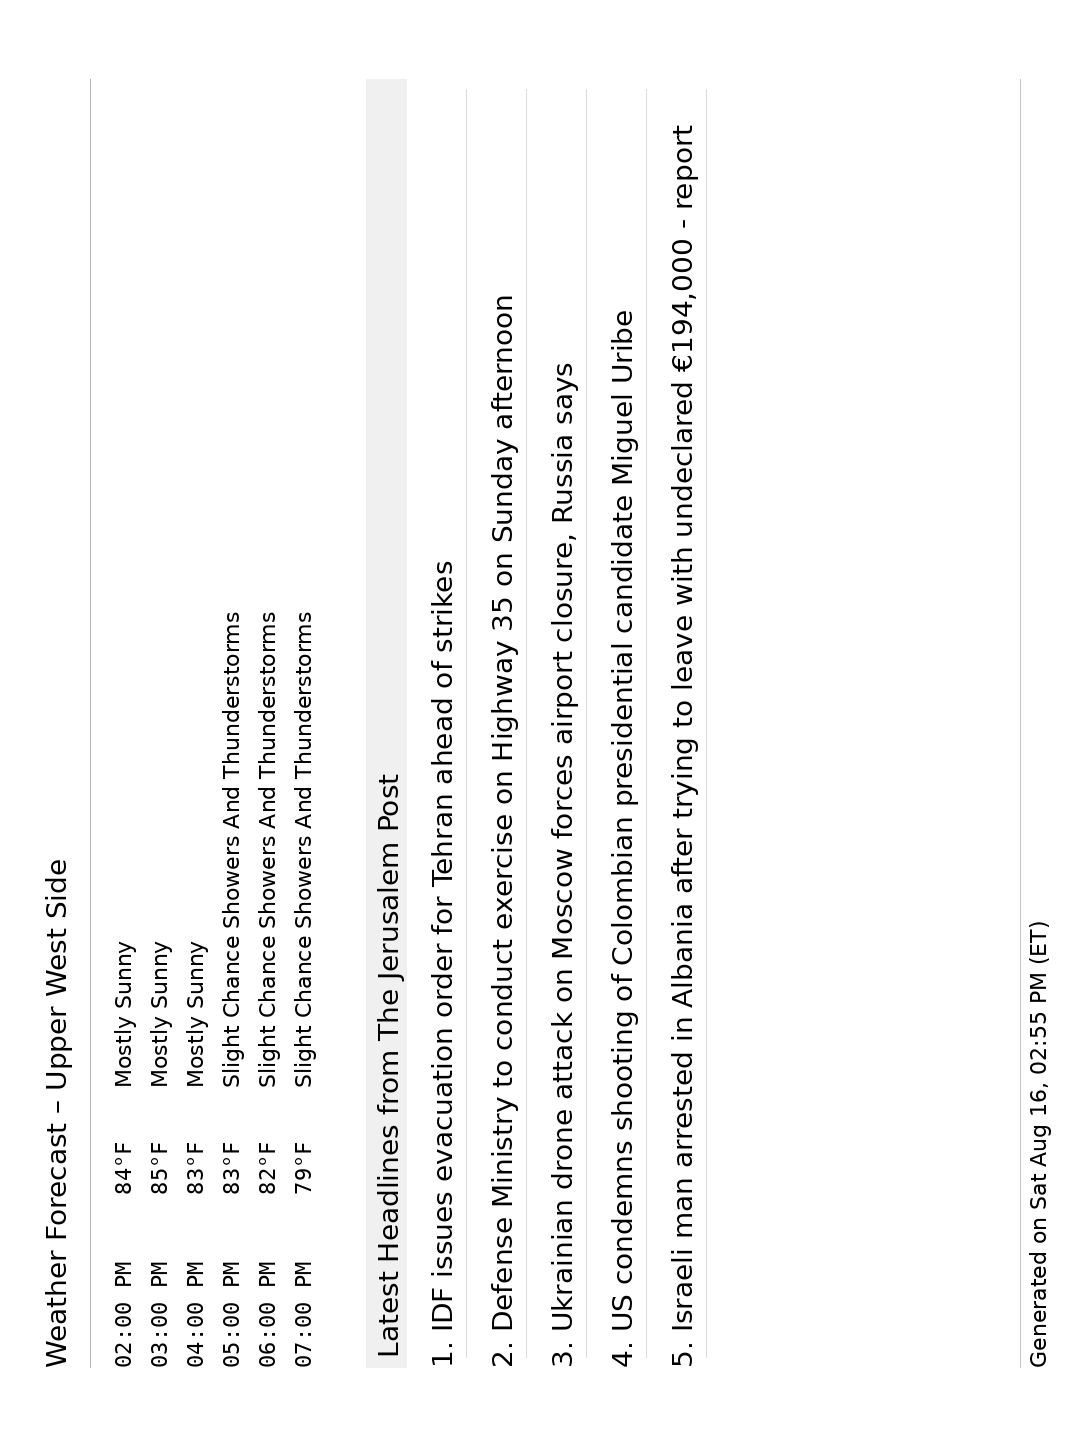 Weather Forecast – Upper West Side
02:00 PM 84°F Mostly Sunny
03:00 PM 85°F Mostly Sunny
04:00 PM 83°F Mostly Sunny
05:00 PM 83°F Slight Chance Showers And Thunderstorms
06:00 PM 82°F Slight Chance Showers And Thunderstorms
07:00 PM 79°F Slight Chance Showers And Thunderstorms
Latest Headlines from The Jerusalem Post
1. IDF issues evacuation order for Tehran ahead of strikes
2. Defense Ministry to conduct exercise on Highway 35 on Sunday afternoon
3. Ukrainian drone attack on Moscow forces airport closure, Russia says
4. US condemns shooting of Colombian presidential candidate Miguel Uribe
5. Israeli man arrested in Albania after trying to leave with undeclared €194,000 - report
Generated on Sat Aug 16, 02:55 PM (ET)